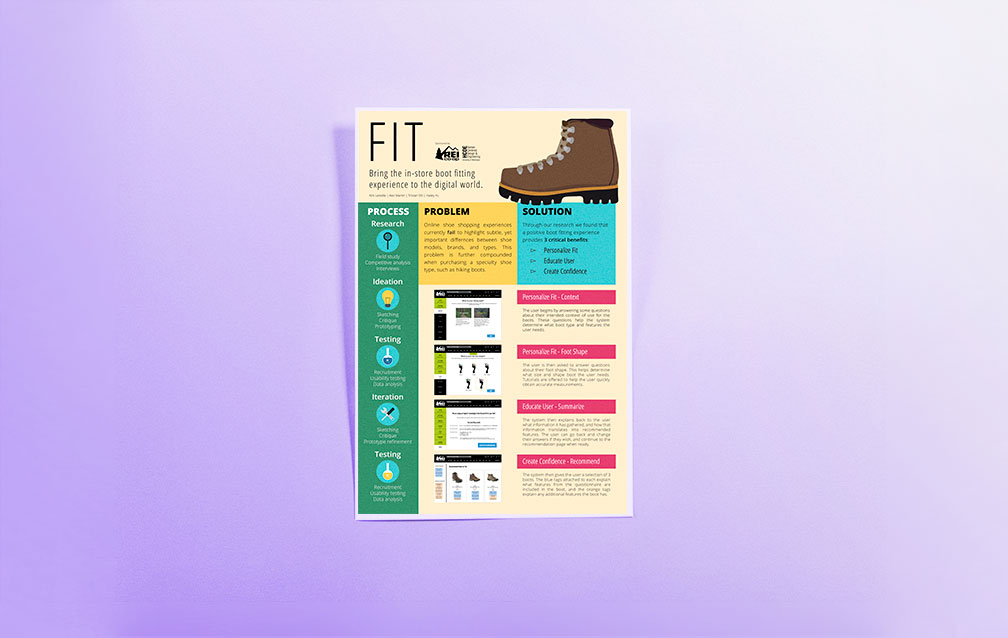 FIT
REI
co-op
HCDE
Bring the in-store boot fitting
experience to the digital world.
PROCESS
Research
Field study
Competitive analysis
Interviews
Ideation
Sketching
Critique
Prototyping
Testing
Recruitment
Usability testing
Data analysis
Iteration
Sketching
Critique
Prototype refinement
Testing
Recruitment
Usability testing
Data analysis
PROBLEM
Online shoe shopping experiences
currently fail to highlight subtle, yet
important differnces between shoe
models, brands, and types. This
problem is further compounded
when purchasing a specialty shoe
type, such as hiking boots.
SOLUTION
Through our research we found that
a positive boot fitting experience
provides 3 critical benefits:
Personalize Fit
Educate User
Create Confidence
Personalize Fit - Context
The user begins by answering some questions
about their intended context of use for the
boots. These questions help the system
determine what boot type and features the
user needs.
Personalize Fit - Foot Shape
The user is then asked to answer questions
about their foot shape. This helps determine
what size and shape boot the user needs.
Tutorials are offered to help the user quickly
obtain accurate measurements.
Educate User - Summarize
The system then explains back to the user
what information it has gathered, and how that
information translates into recommended
features. The user can go back and change
their answers if they wish, and continue to the
recommendation page when ready.
Create Confidence - Recommend
The system then gives the user a selection of 3
boots. The blue tags attached to each explain
what features from the questionnaire are
included in the boot, and the orange tags
explain any additional features the boot has.